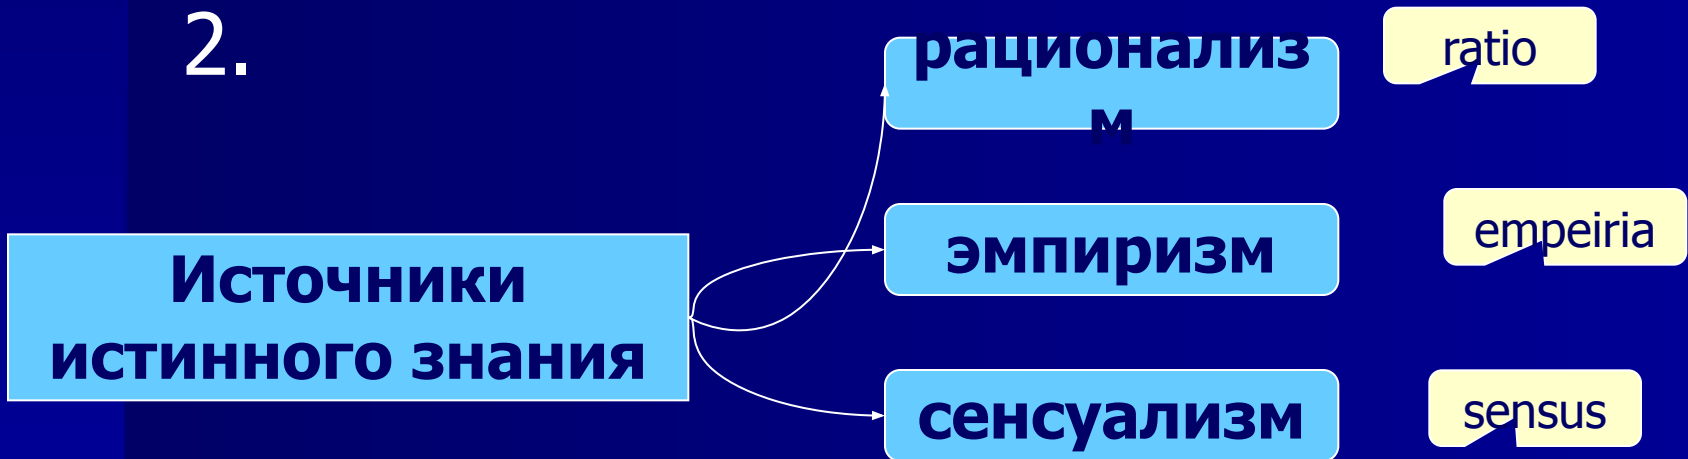 2.
рационализ
м
ratio
эмпиризм
empeiria
Источники
истинного знания
сенсуализм
sensus